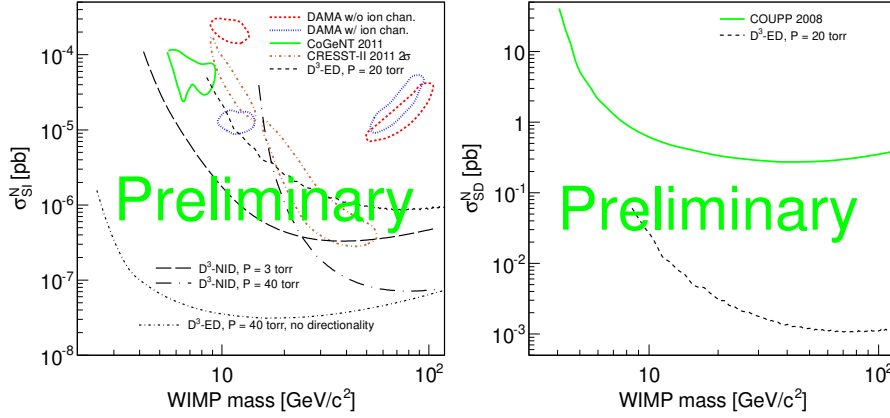 DAMA w/o ion chan.
DAMA w/ ion chan.
CoGeNT 2011
CRESST-II 2011 2σ
D³-ED, P = 20 torr
10⁻⁴
10⁻⁵
10⁻⁶
10⁻⁷
10⁻⁸
σ_SI^N [pb]
Preliminary
D³-NID, P = 3 torr
D³-NID, P = 40 torr
D³-ED, P = 40 torr, no directionality
10
10²
WIMP mass [GeV/c²]
COUPP 2008
D³-ED, P = 20 torr
10
1
10⁻¹
10⁻²
10⁻³
σ_SD^N [pb]
Preliminary
10
10²
WIMP mass [GeV/c²]